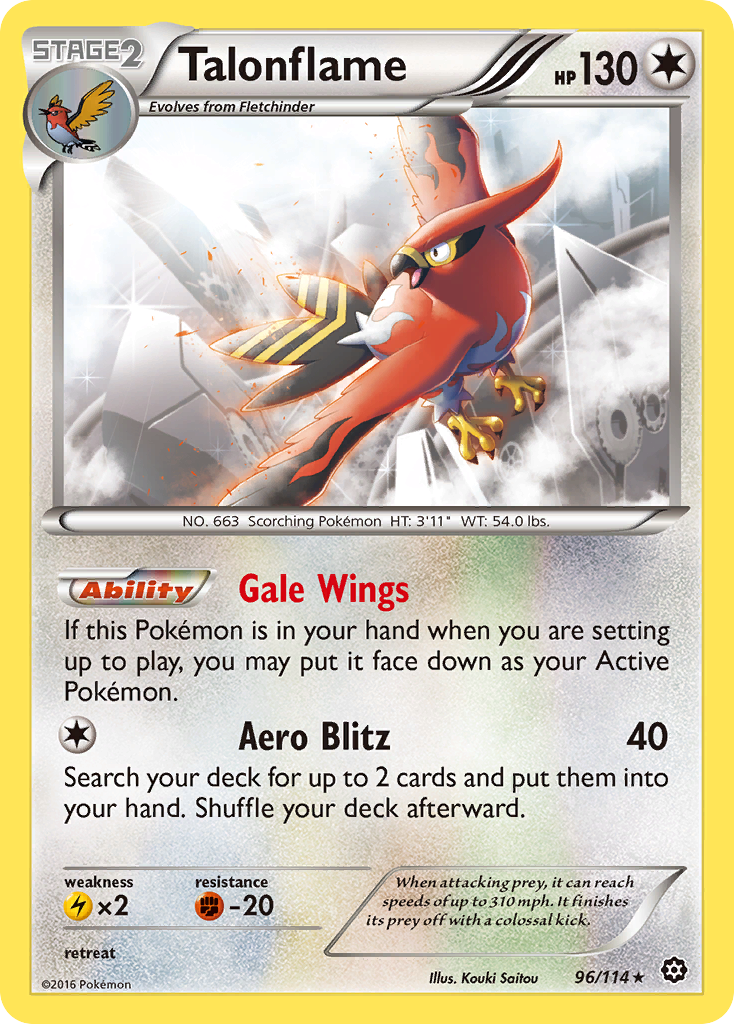 STAGE2
Talonflame
HP130
Evolves from Fletchinder
NO. 663 Scorching Pokémon HT: 3'11" WT: 54.0 lbs.
Ability Gale Wings
If this Pokémon is in your hand when you are setting
up to play, you may put it face down as your Active
Pokémon.
Aero Blitz 40
Search your deck for up to 2 cards and put them into
your hand. Shuffle your deck afterward.
weakness
×2
resistance
-20
retreat
When attacking prey, it can reach
speeds of up to 310 mph. It finishes
its prey off with a colossal kick.
©2016 Pokémon
Illus. Kouki Saitou
96/114★